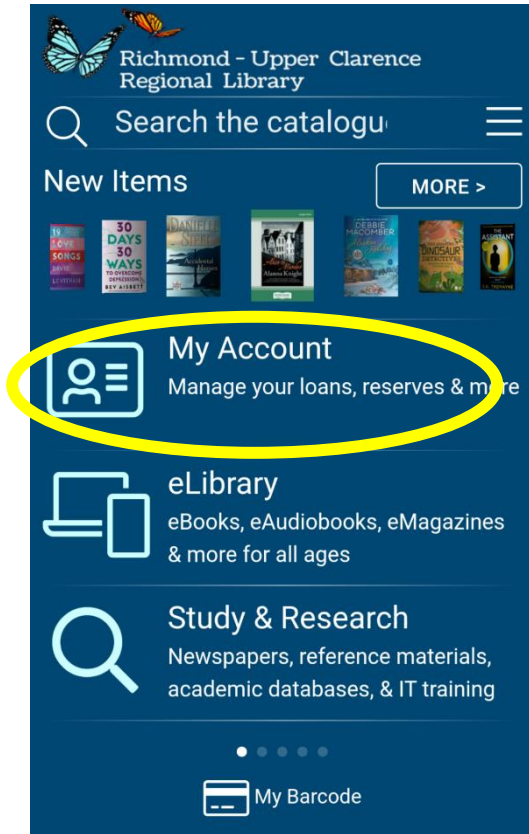 Richmond - Upper Clarence
Regional Library
Search the catalogu
New Items
MORE >
19
LOVE
SONGS
DAVID
LEVITHAN
30
DAYS
30
WAYS
TO OVERCOME
DEPRESSION
BEV AISBETT
DANIELLE
STEEL
Accidental
Heroes
Alanna Knight
DEBBIE
MACOMBER
DINOSAUR
DETECTIVE
THE
ASSISTANT
S.K. TREMAYNE
My Account
Manage your loans, reserves & more
eLibrary
eBooks, eAudiobooks, eMagazines
& more for all ages
Study & Research
Newspapers, reference materials,
academic databases, & IT training
My Barcode